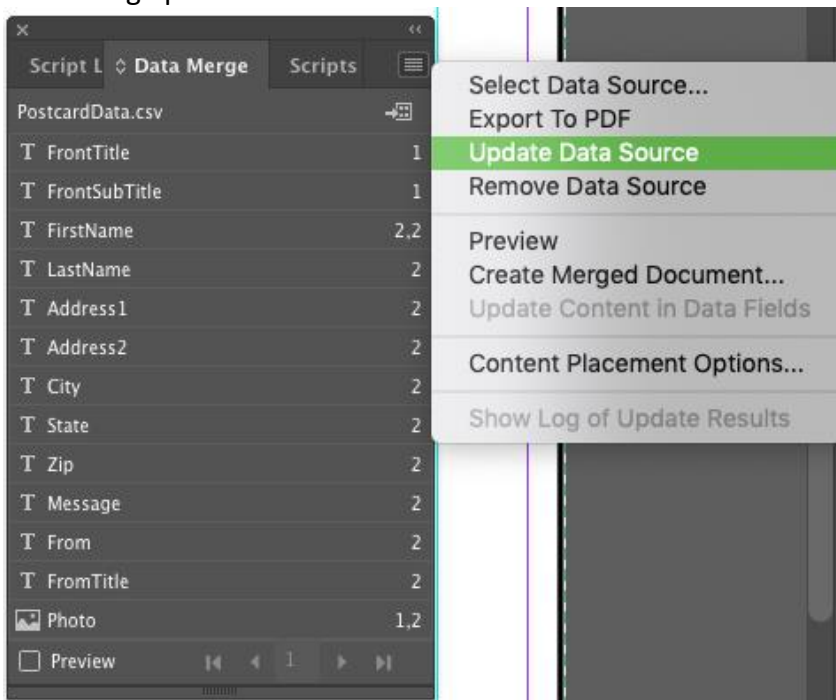 Script L Data Merge Scripts
PostcardData.csv
T FrontTitle 1
T FrontSubTitle 1
T FirstName 2,2
T LastName 2
T Address1 2
T Address2 2
T City 2
T State 2
T Zip 2
T Message 2
T From 2
T FromTitle 2
Photo 1,2
Preview 1
Select Data Source...
Export To PDF
Update Data Source
Remove Data Source
Preview
Create Merged Document...
Update Content in Data Fields
Content Placement Options...
Show Log of Update Results